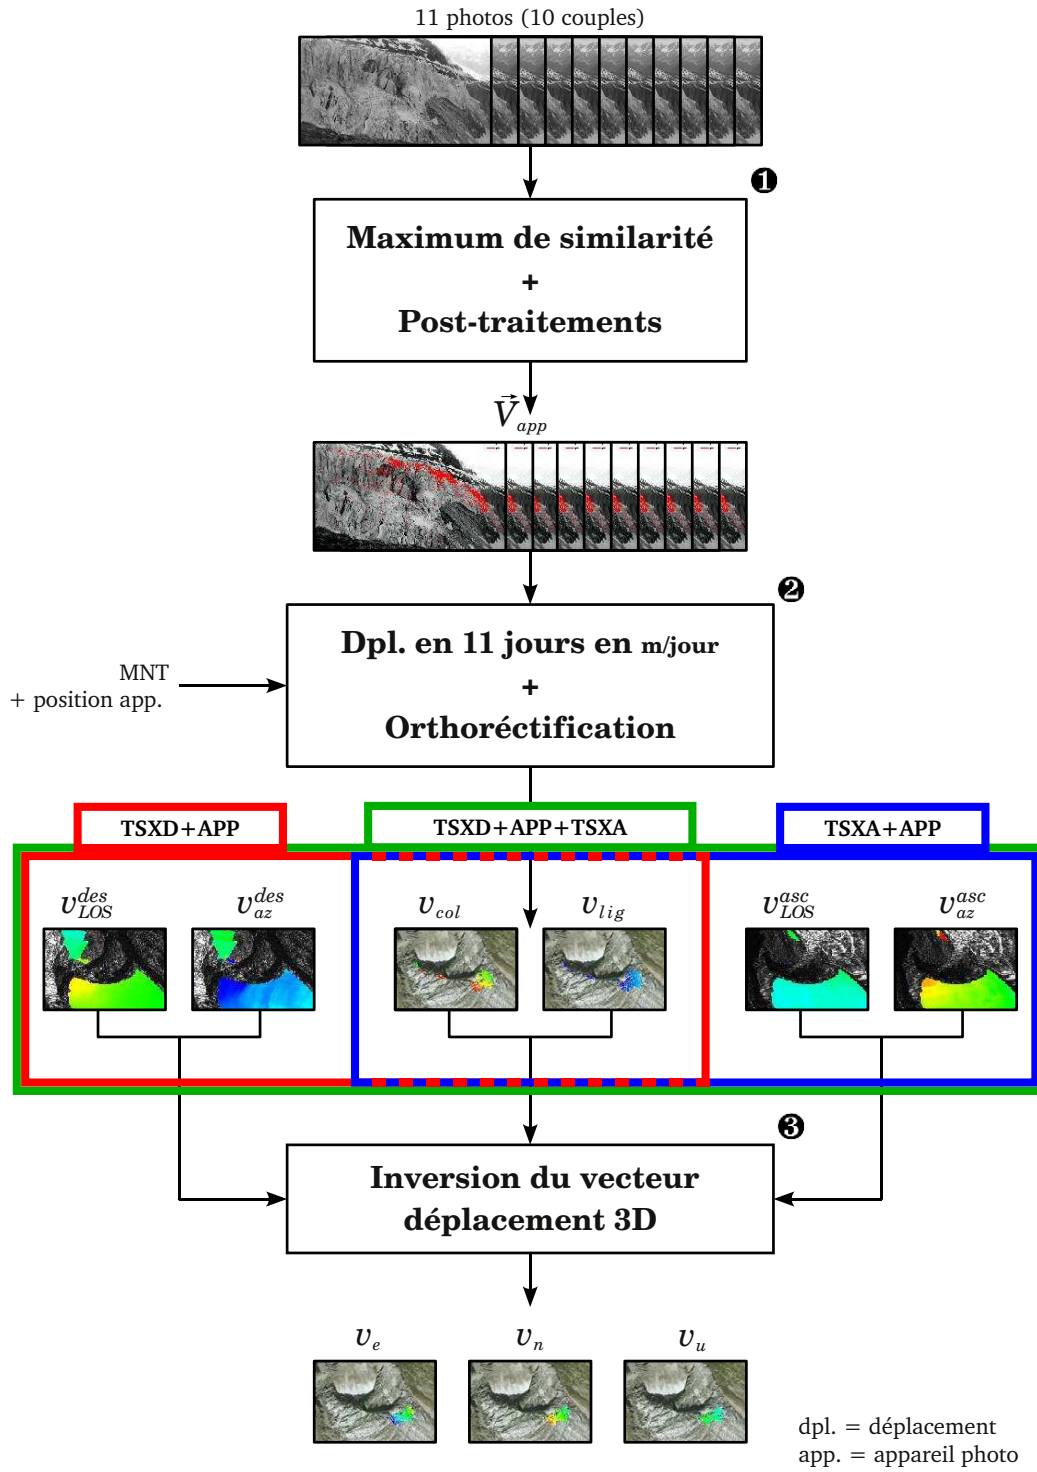 11 photos (10 couples)
❶
Maximum de similarité
+
Post-traitements
V⃗app
❷
Dpl. en 11 jours en m/jour
+
Orthoréctification
MNT
+ position app.
TSXD+APP
TSXD+APP+TSXA
TSXA+APP
v^des_LOS
v^des_az
v_col
v_lig
v^asc_LOS
v^asc_az
❸
Inversion du vecteur
déplacement 3D
v_e
v_n
v_u
dpl. = déplacement
app. = appareil photo